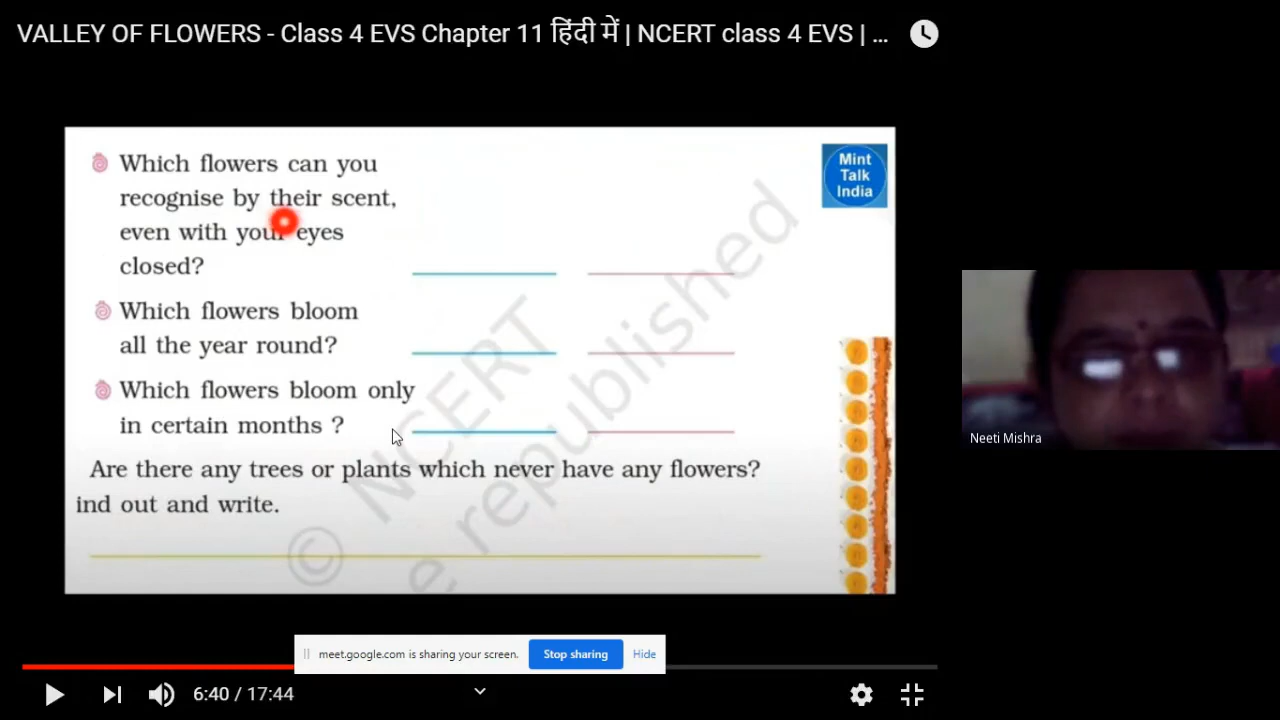 VALLEY OF FLOWERS - Class 4 EVS Chapter 11 हिंदी में | NCERT class 4 EVS | ...
Which flowers can you
recognise by their scent,
even with your eyes
closed?
Which flowers bloom
all the year round?
Which flowers bloom only
in certain months ?
Are there any trees or plants which never have any flowers?
ind out and write.
© NCERT
e republished
Mint
Talk
India
Neeti Mishra
meet.google.com is sharing your screen.
Stop sharing
Hide
6:40 / 17:44